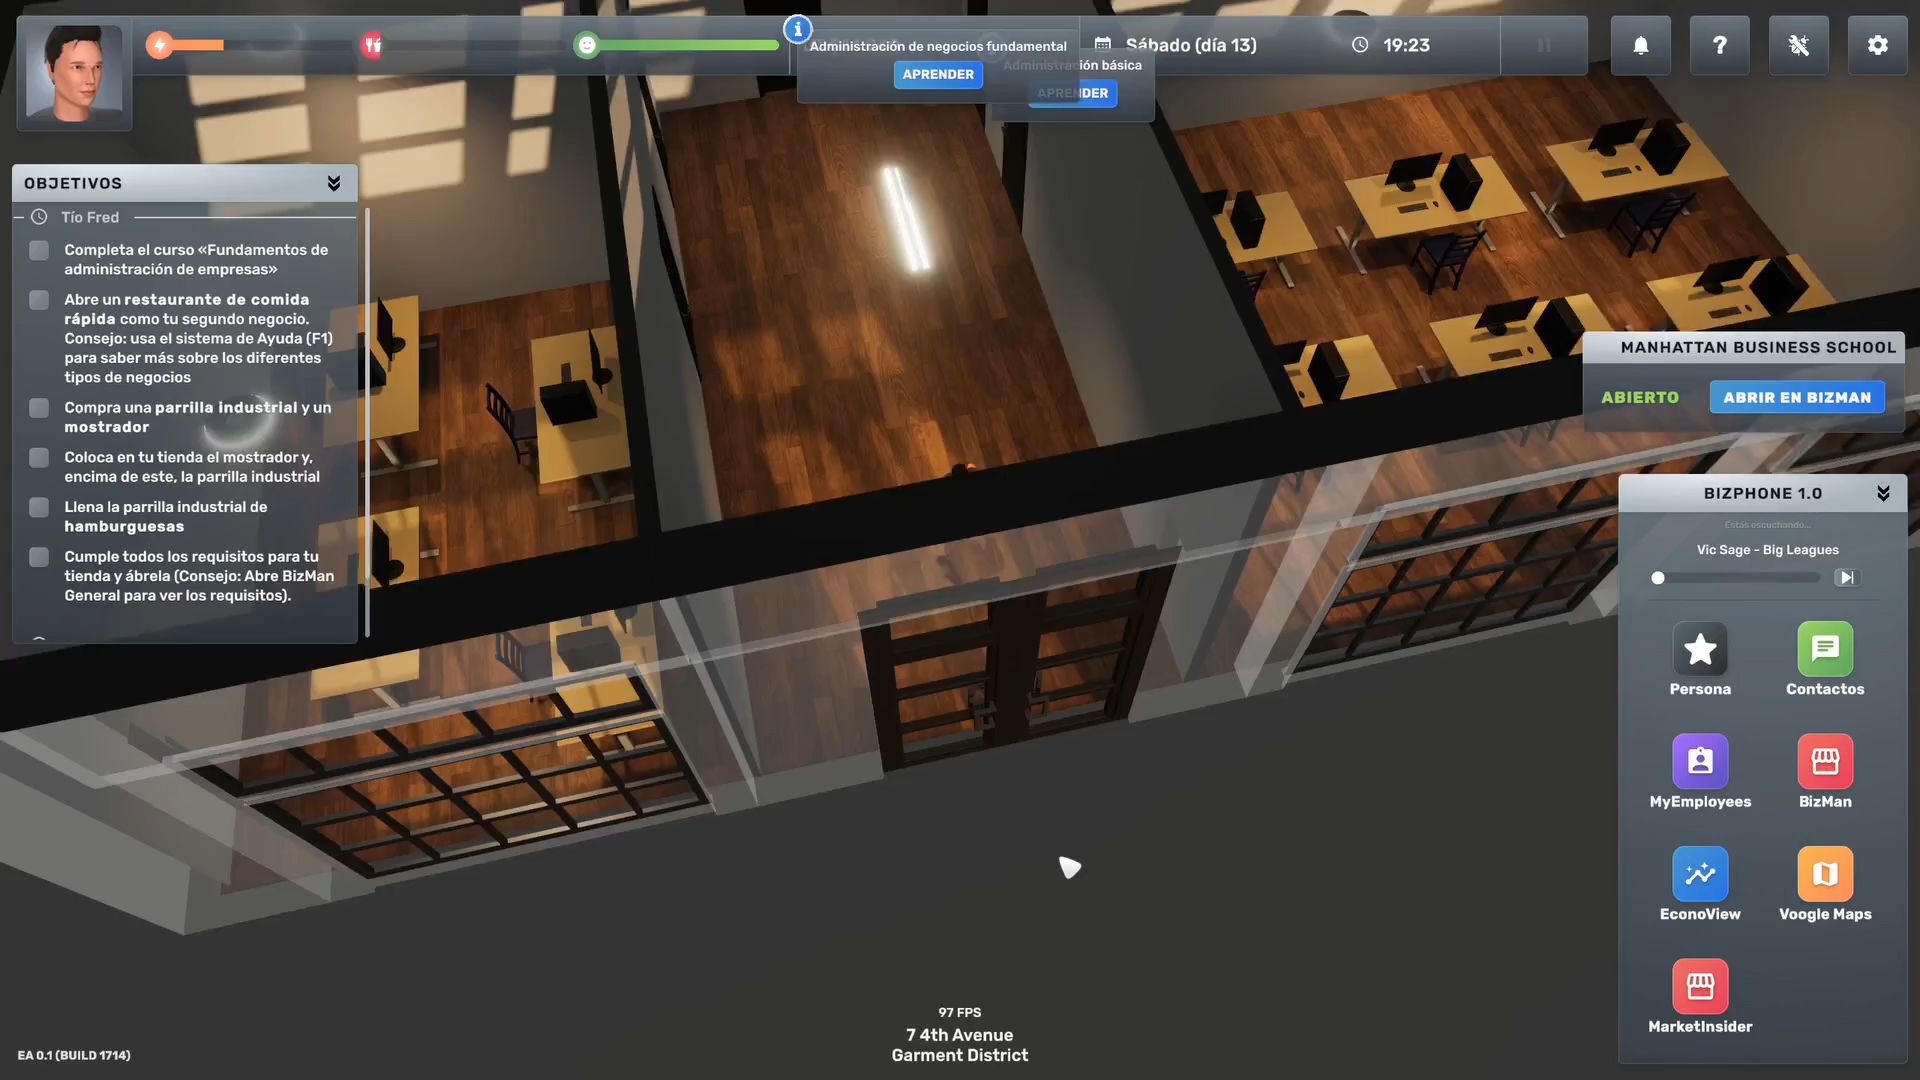 Administración de negocios fundamental
APRENDER
Administración básica
APRENDER
Sábado (día 13)
19:23
OBJETIVOS
Tío Fred
Completa el curso «Fundamentos de
administración de empresas»
Abre un restaurante de comida
rápida como tu segundo negocio.
Consejo: usa el sistema de Ayuda (F1)
para saber más sobre los diferentes
tipos de negocios
Compra una parrilla industrial y un
mostrador
Coloca en tu tienda el mostrador y,
encima de este, la parrilla industrial
Llena la parrilla industrial de
hamburguesas
Cumple todos los requisitos para tu
tienda y ábrela (Consejo: Abre BizMan
General para ver los requisitos).
MANHATTAN BUSINESS SCHOOL
ABIERTO
ABRIR EN BIZMAN
BIZPHONE 1.0
Estás escuchando...
Vic Sage - Big Leagues
Persona
Contactos
MyEmployees
BizMan
EconoView
Voogle Maps
MarketInsider
97 FPS
7 4th Avenue
Garment District
EA 0.1 (BUILD 1714)